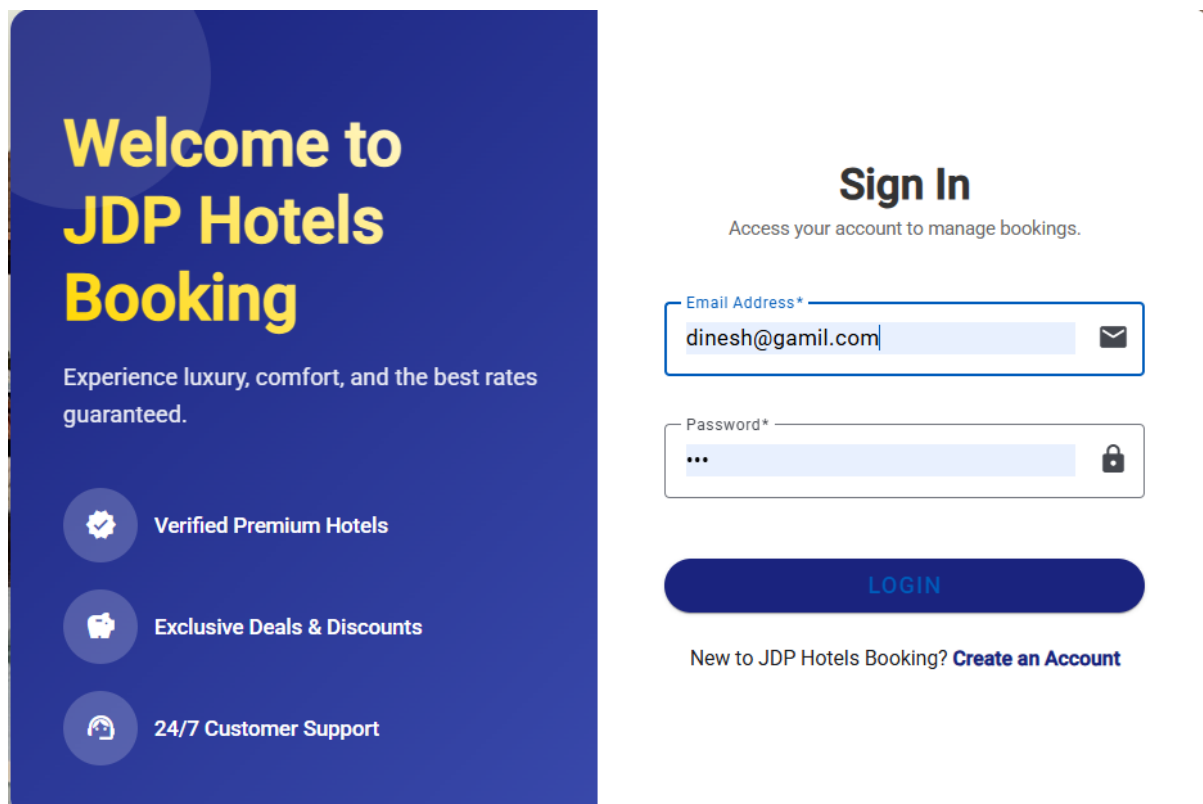 Welcome to
JDP Hotels
Booking
Experience luxury, comfort, and the best rates
guaranteed.
Verified Premium Hotels
Exclusive Deals & Discounts
24/7 Customer Support
Sign In
Access your account to manage bookings.
Email Address*
dinesh@gamil.com
Password*
•••
LOGIN
New to JDP Hotels Booking? Create an Account